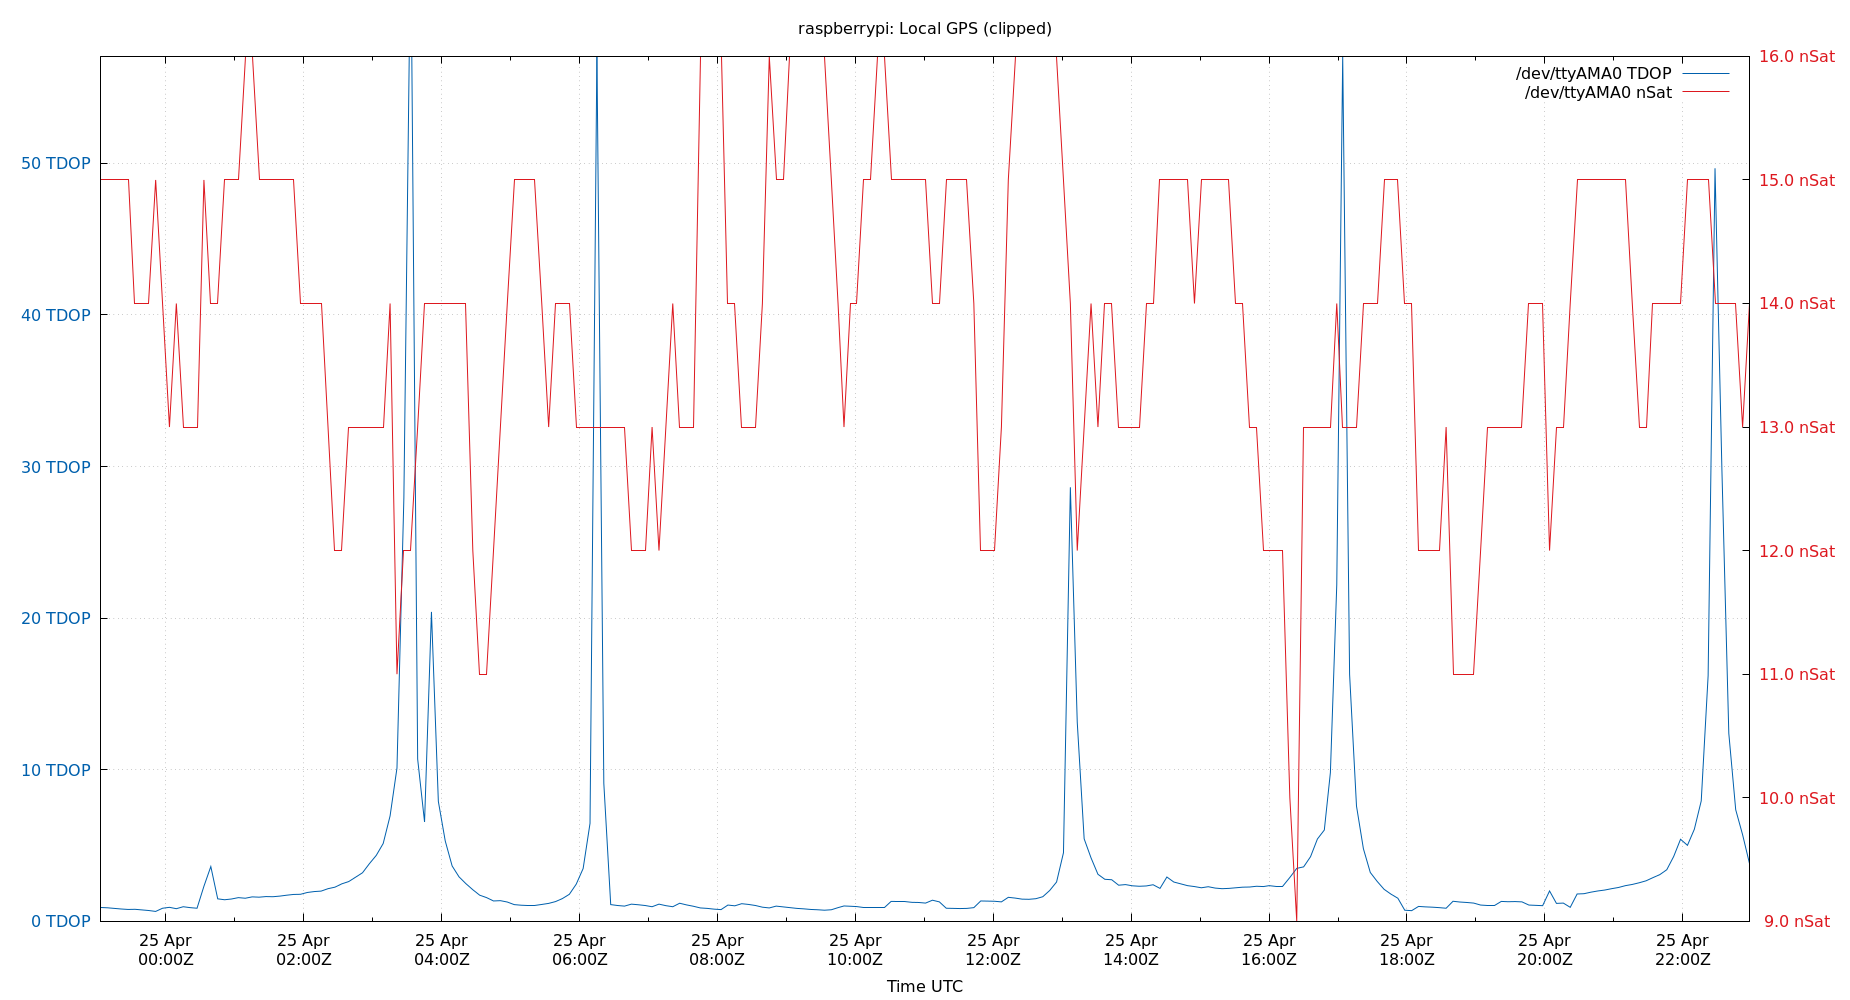 raspberrypi: Local GPS (clipped)
/dev/ttyAMA0 TDOP
/dev/ttyAMA0 nSat
50 TDOP
40 TDOP
30 TDOP
20 TDOP
10 TDOP
0 TDOP
16.0 nSat
15.0 nSat
14.0 nSat
13.0 nSat
12.0 nSat
11.0 nSat
10.0 nSat
9.0 nSat
25 Apr 25 Apr 25 Apr 25 Apr 25 Apr 25 Apr 25 Apr 25 Apr 25 Apr 25 Apr 25 Apr 25 Apr
00:00Z 02:00Z 04:00Z 06:00Z 08:00Z 10:00Z 12:00Z 14:00Z 16:00Z 18:00Z 20:00Z 22:00Z
Time UTC